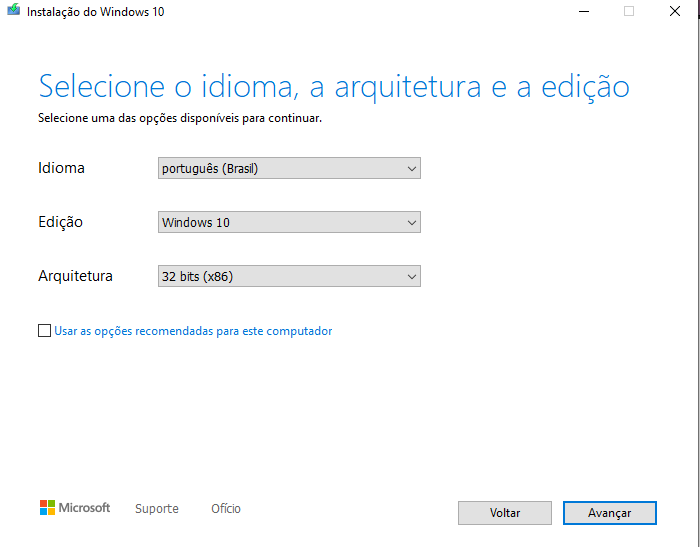 Instalação do Windows 10
Selecione o idioma, a arquitetura e a edição
Selecione uma das opções disponíveis para continuar.
Idioma português (Brasil)
Edição Windows 10
Arquitetura 32 bits (x86)
Usar as opções recomendadas para este computador
Microsoft Suporte Ofício Voltar Avançar